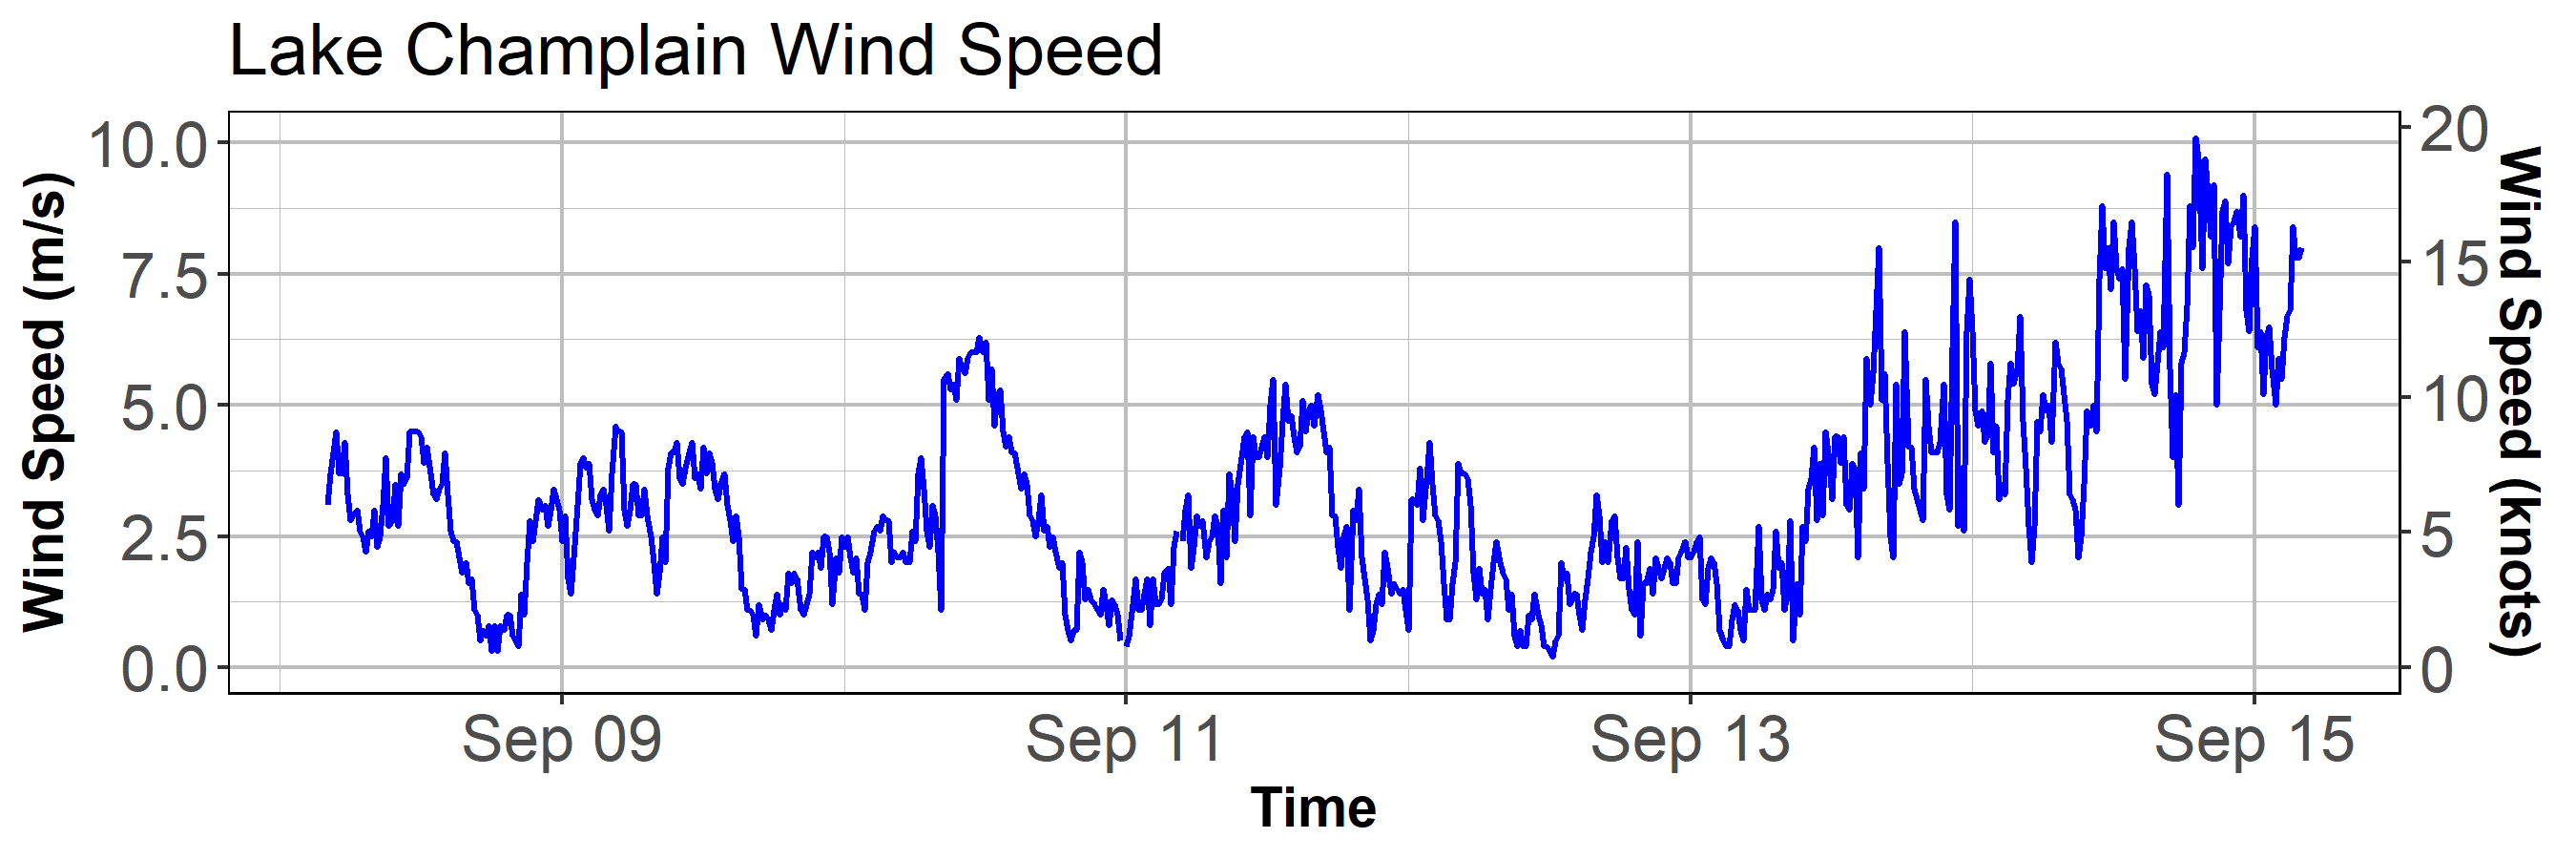 Lake Champlain Wind Speed
Wind Speed (m/s)
10.0
7.5
5.0
2.5
0.0
20
15
10
5
0
Wind Speed (knots)
Sep 09 Sep 11 Sep 13 Sep 15
Time